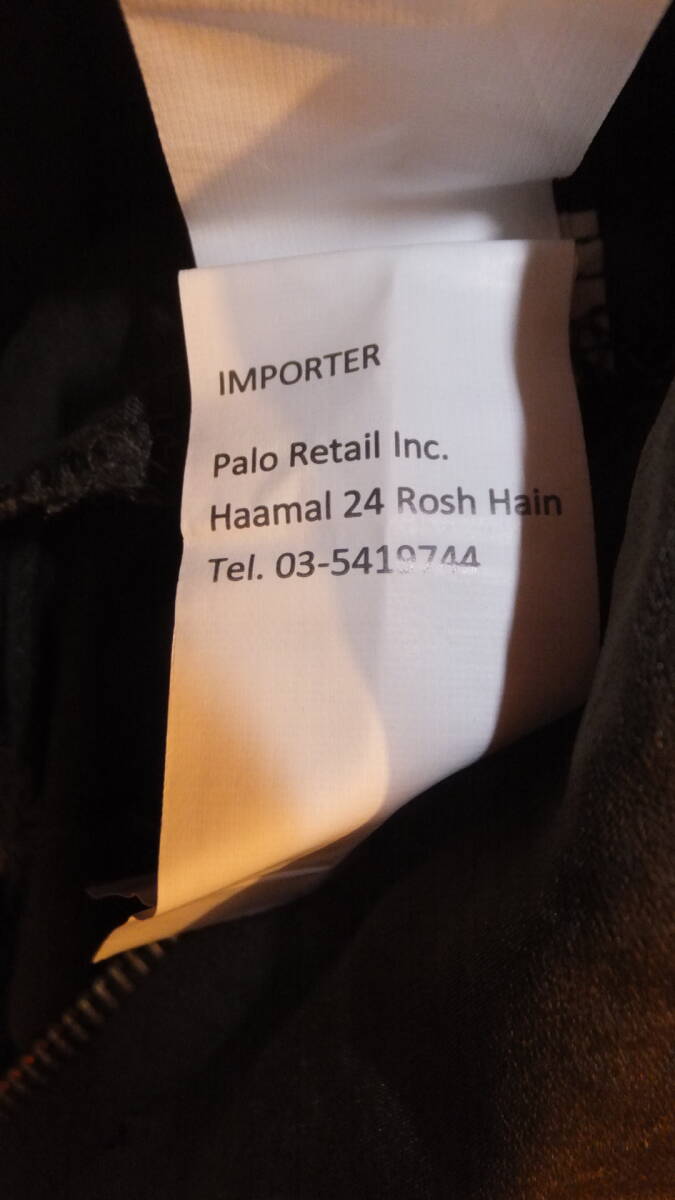 IMPORTER
Palo Retail Inc.
Haamal 24 Rosh Hain
Tel. 03-5419744